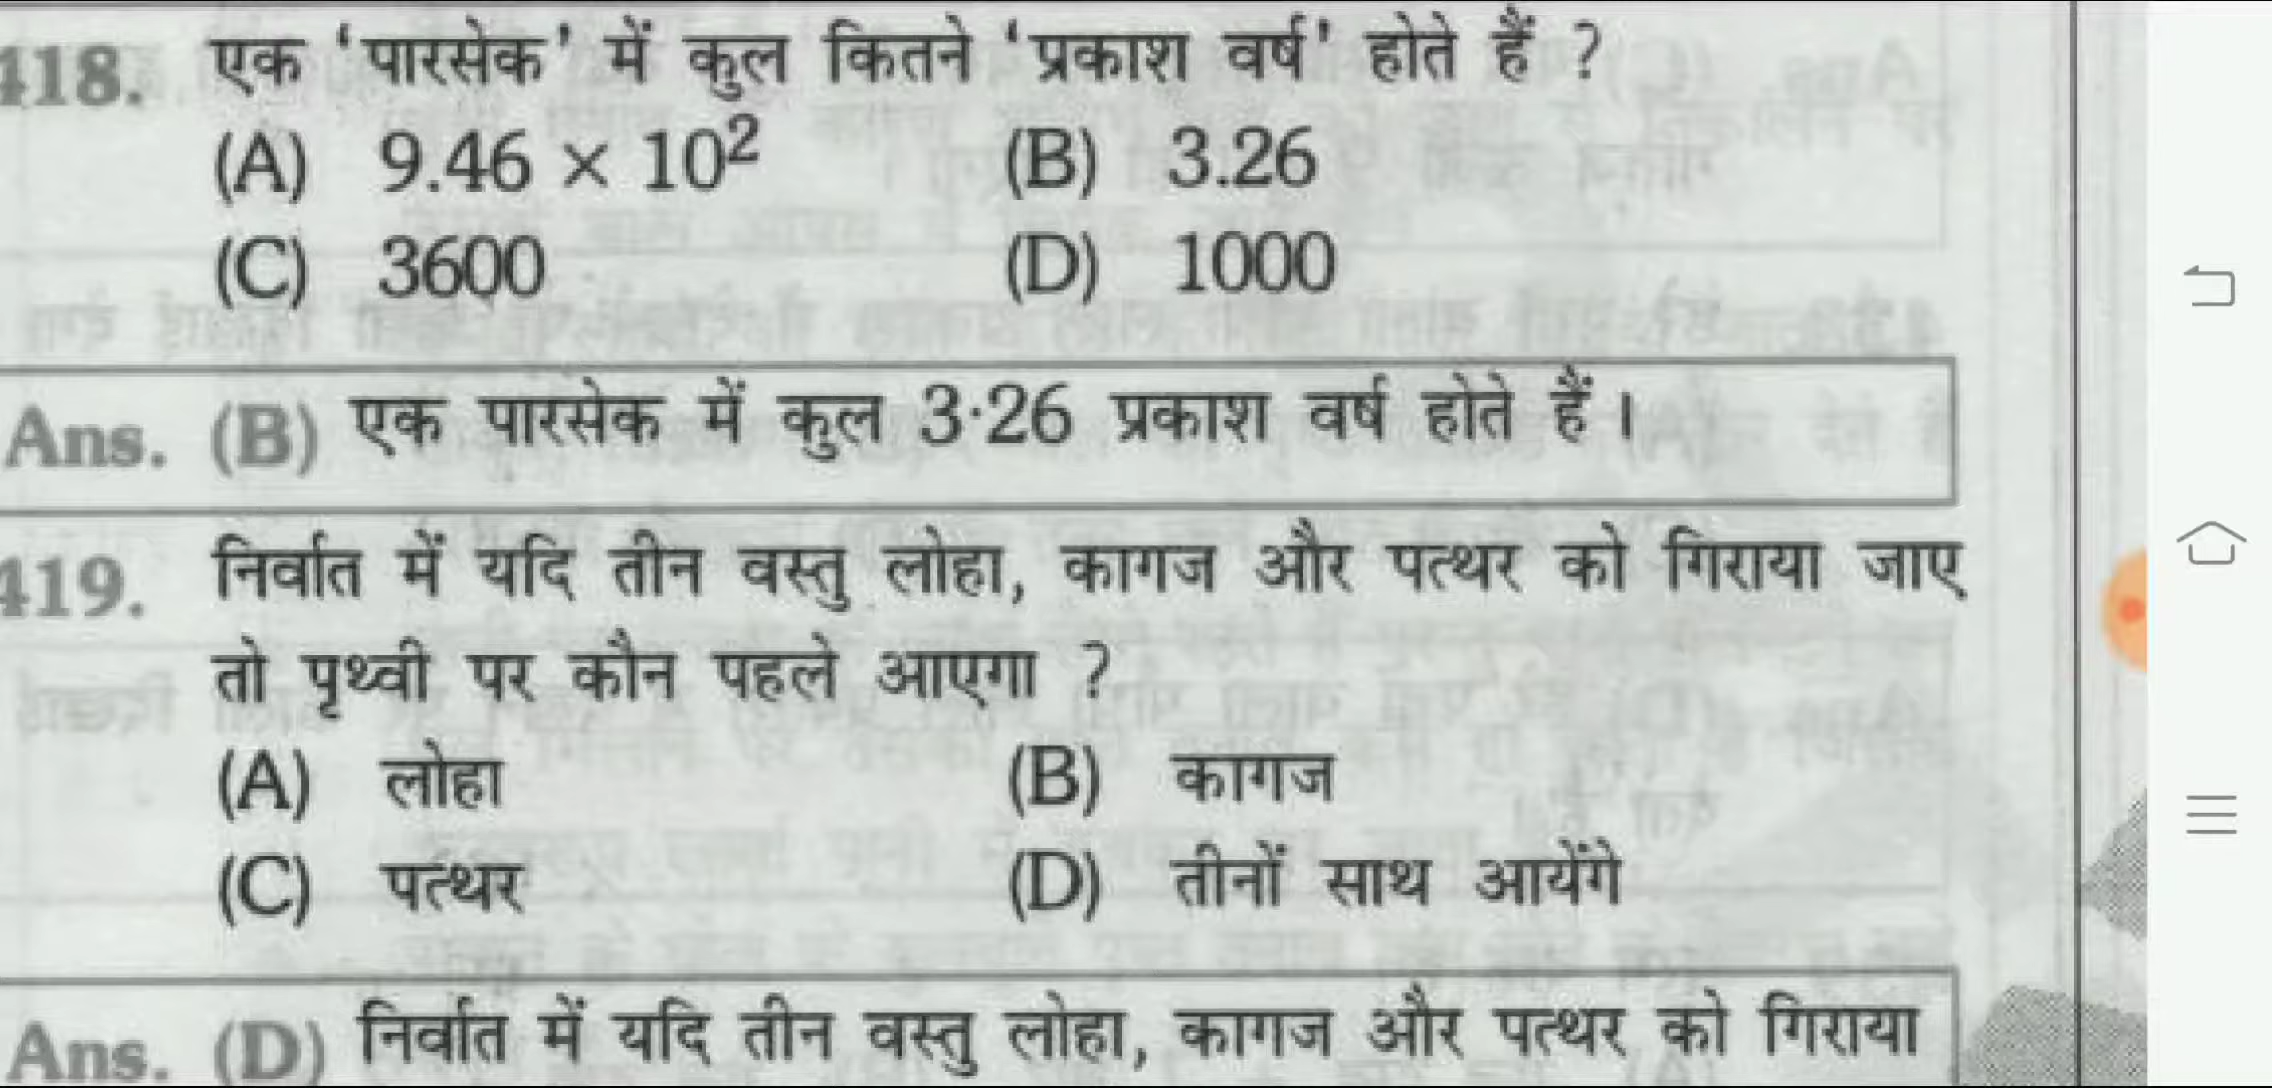 418. एक 'पारसेक' में कुल कितने 'प्रकाश वर्ष' होते हैं ?
(A) 9.46 × 10² (B) 3.26
(C) 3600 (D) 1000
Ans. (B) एक पारसेक में कुल 3·26 प्रकाश वर्ष होते हैं।
419. निर्वात में यदि तीन वस्तु लोहा, कागज और पत्थर को गिराया जाए
तो पृथ्वी पर कौन पहले आएगा ?
(A) लोहा (B) कागज
(C) पत्थर (D) तीनों साथ आयेंगे
Ans. (D) निर्वात में यदि तीन वस्तु लोहा, कागज और पत्थर को गिराया